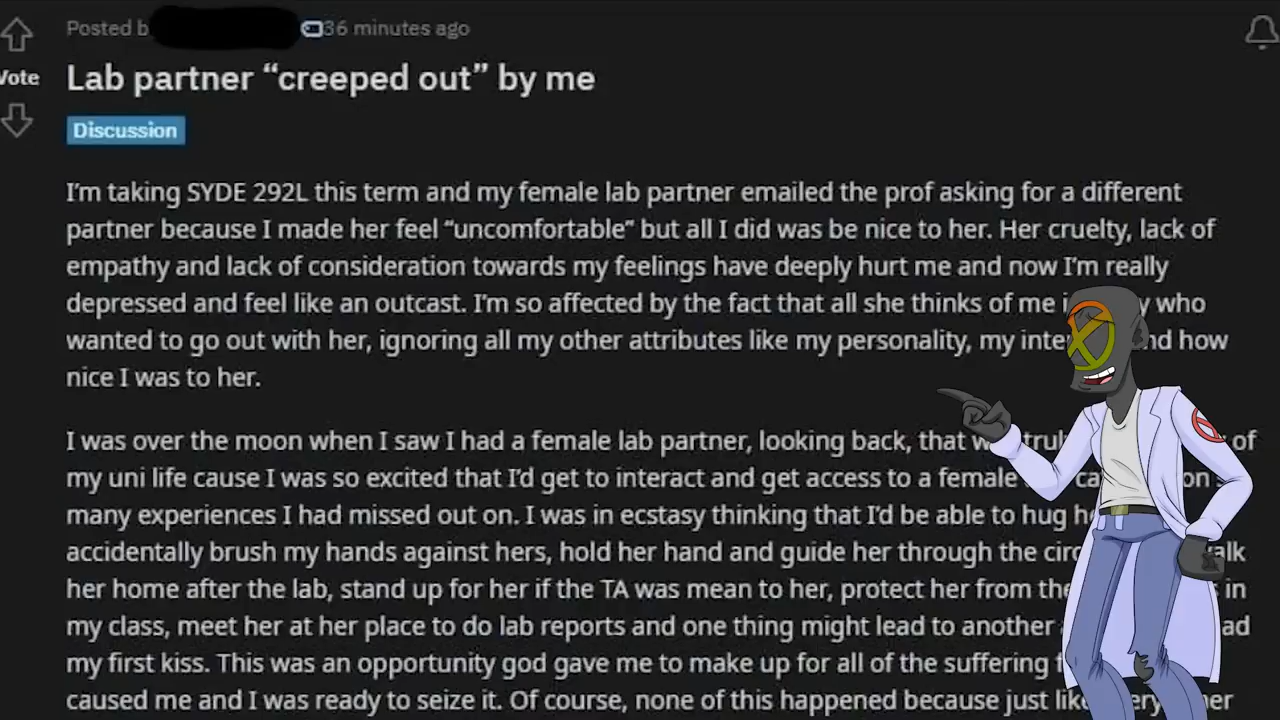 Posted b 36 minutes ago
Vote
Lab partner “creeped out” by me
Discussion
I’m taking SYDE 292L this term and my female lab partner emailed the prof asking for a different
partner because I made her feel “uncomfortable” but all I did was be nice to her. Her cruelty, lack of
empathy and lack of consideration towards my feelings have deeply hurt me and now I’m really
depressed and feel like an outcast. I’m so affected by the fact that all she thinks of me who
wanted to go out with her, ignoring all my other attributes like my personality, my and how
nice I was to her.
I was over the moon when I saw I had a female lab partner, looking back, that of
my uni life cause I was so excited that I’d get to interact and get access to a female on
many experiences I had missed out on. I was in ecstasy thinking that I’d be able to hug
accidentally brush my hands against hers, hold her hand and guide her through the
her home after the lab, stand up for her if the TA was mean to her, protect her from in
my class, meet her at her place to do lab reports and one thing might lead to another
my first kiss. This was an opportunity god gave me to make up for all of the suffering
caused me and I was ready to seize it. Of course, none of this happened because just